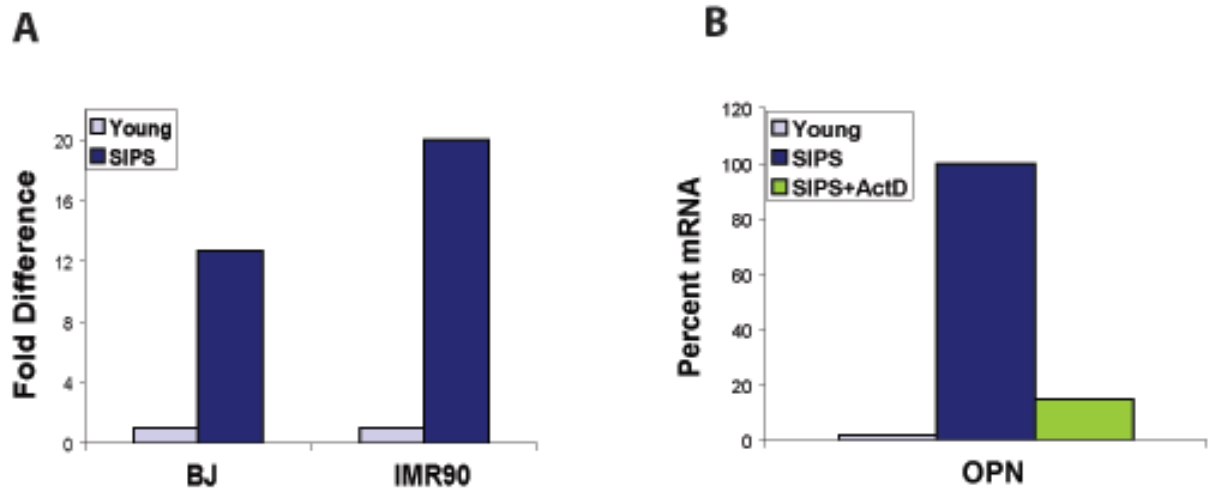 A
Fold Difference
20
16
12
8
4
0
Young
SIPS
BJ
IMR90
B
Percent mRNA
120
100
80
60
40
20
0
Young
SIPS
SIPS+ActD
OPN